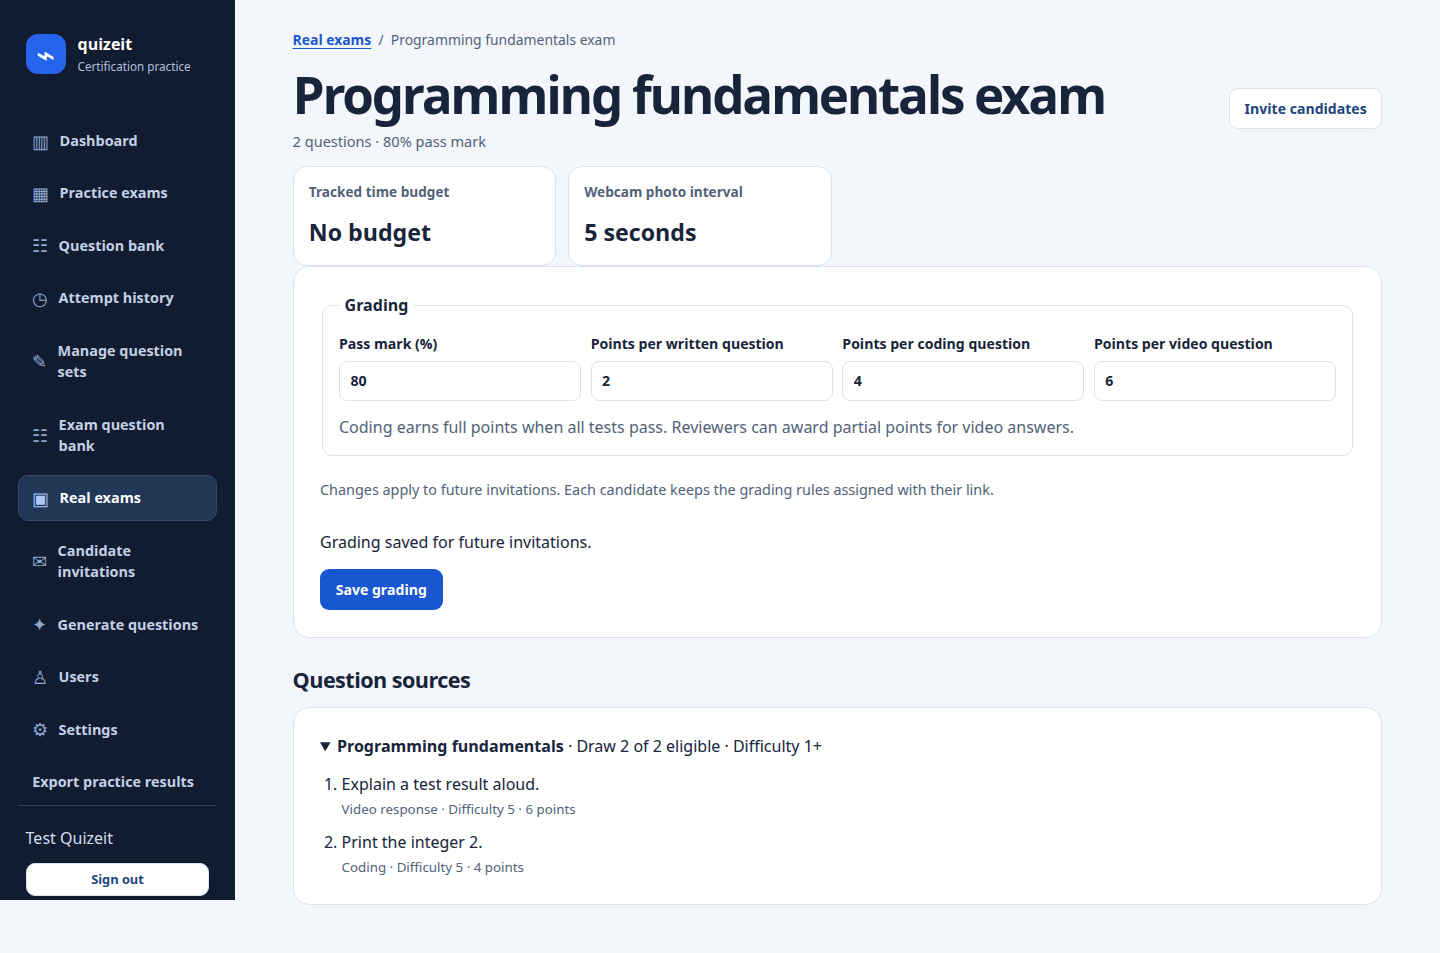 quizeit
Certification practice
Dashboard
Practice exams
Question bank
Attempt history
Manage question
sets
Exam question
bank
Real exams
Candidate
invitations
Generate questions
Users
Settings
Export practice results
Test Quizeit
Sign out
Real exams / Programming fundamentals exam
Programming fundamentals exam
Invite candidates
2 questions · 80% pass mark
Tracked time budget
No budget
Webcam photo interval
5 seconds
Grading
Pass mark (%)
80
Points per written question
2
Points per coding question
4
Points per video question
6
Coding earns full points when all tests pass. Reviewers can award partial points for video answers.
Changes apply to future invitations. Each candidate keeps the grading rules assigned with their link.
Grading saved for future invitations.
Save grading
Question sources
Programming fundamentals · Draw 2 of 2 eligible · Difficulty 1+
1. Explain a test result aloud.
Video response · Difficulty 5 · 6 points
2. Print the integer 2.
Coding · Difficulty 5 · 4 points